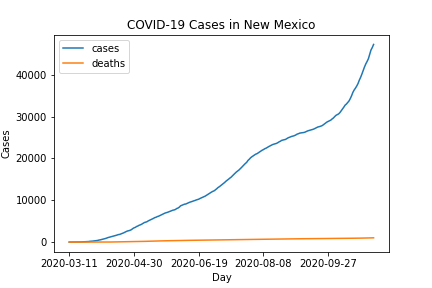 COVID-19 Cases in New Mexico
cases
deaths
40000
30000
20000
10000
0
Cases
2020-03-11 2020-04-30 2020-06-19 2020-08-08 2020-09-27
Day